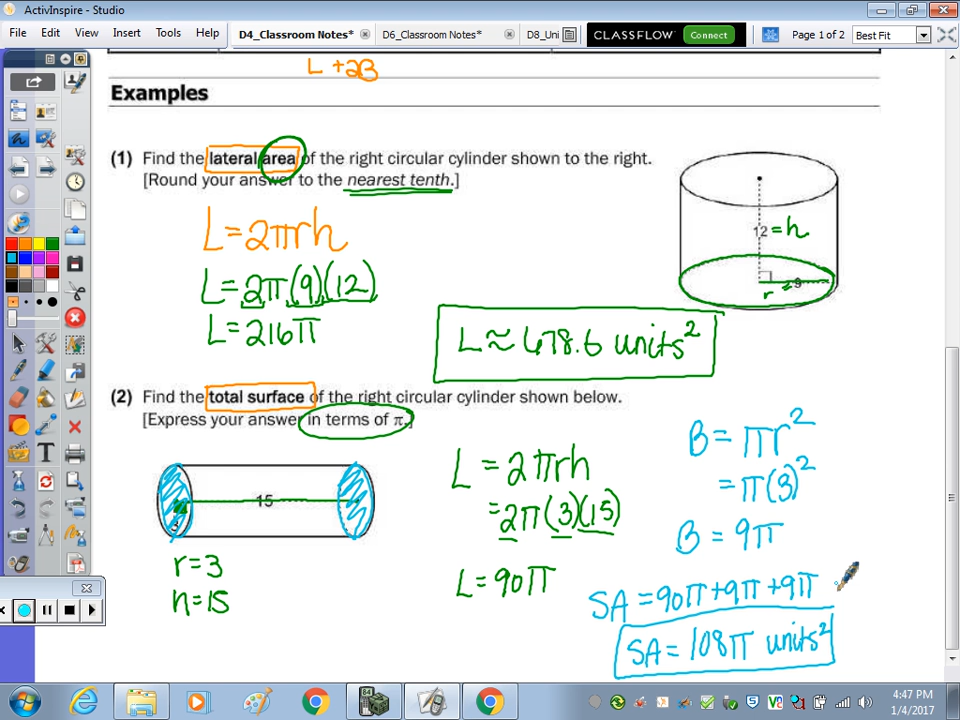 ActivInspire - Studio
File Edit View Insert Tools Help D4_Classroom Notes* D6_Classroom Notes* D8_Uni CLASSFLOW Connect Page 1 of 2 Best Fit
L + 2B
Examples
(1) Find the lateral area of the right circular cylinder shown to the right.
[Round your answer to the nearest tenth.]
12 = h
r = 9
L = 2πrh
L = 2π(9)(12)
L = 216π
L ≈ 678.6 units²
(2) Find the total surface of the right circular cylinder shown below.
[Express your answer in terms of π.]
15
3
r = 3
h = 15
L = 2πrh
= 2π(3)(15)
L = 90π
B = πr²
= π(3)²
B = 9π
SA = 90π + 9π + 9π
SA = 108π units²
4:47 PM
1/4/2017